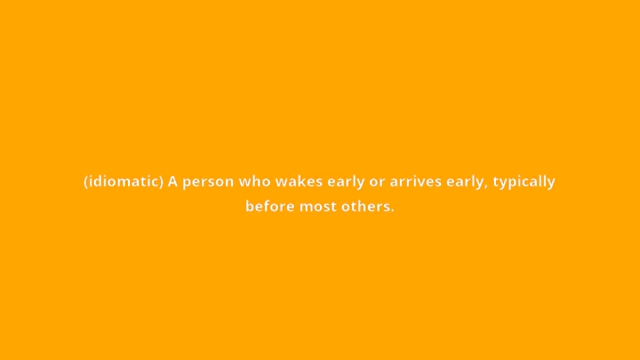 (idiomatic) A person who wakes early or arrives early, typically
before most others.